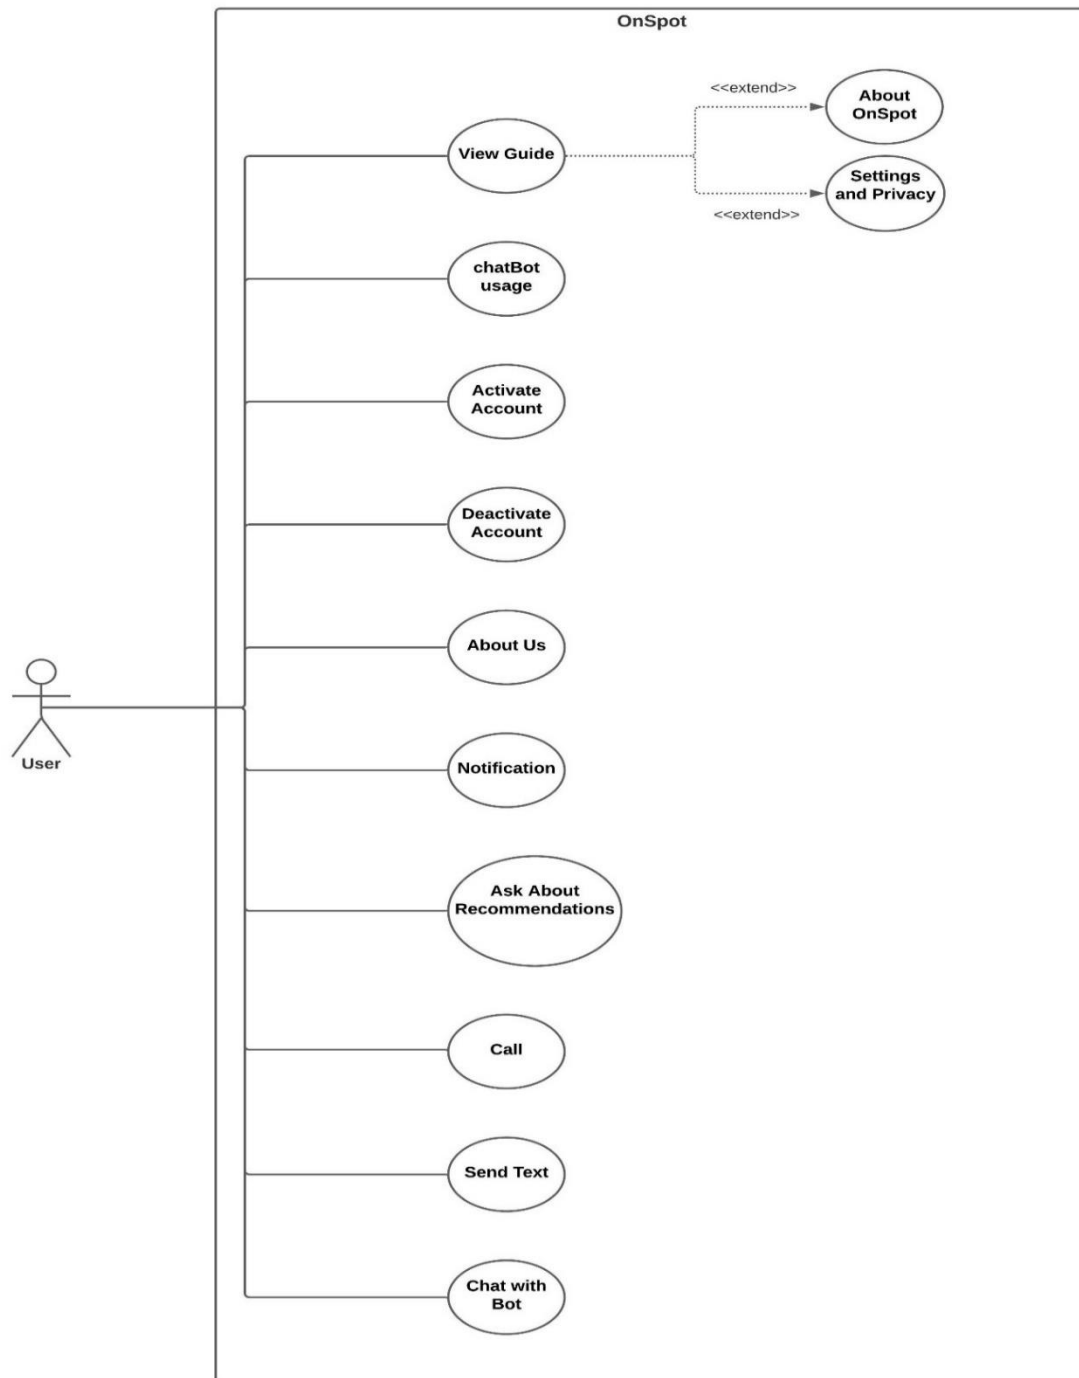 OnSpot
<<extend>>
About
OnSpot
View Guide
Settings
and Privacy
<<extend>>
chatBot
usage
Activate
Account
Deactivate
Account
About Us
User
Notification
Ask About
Recommendations
Call
Send Text
Chat with
Bot